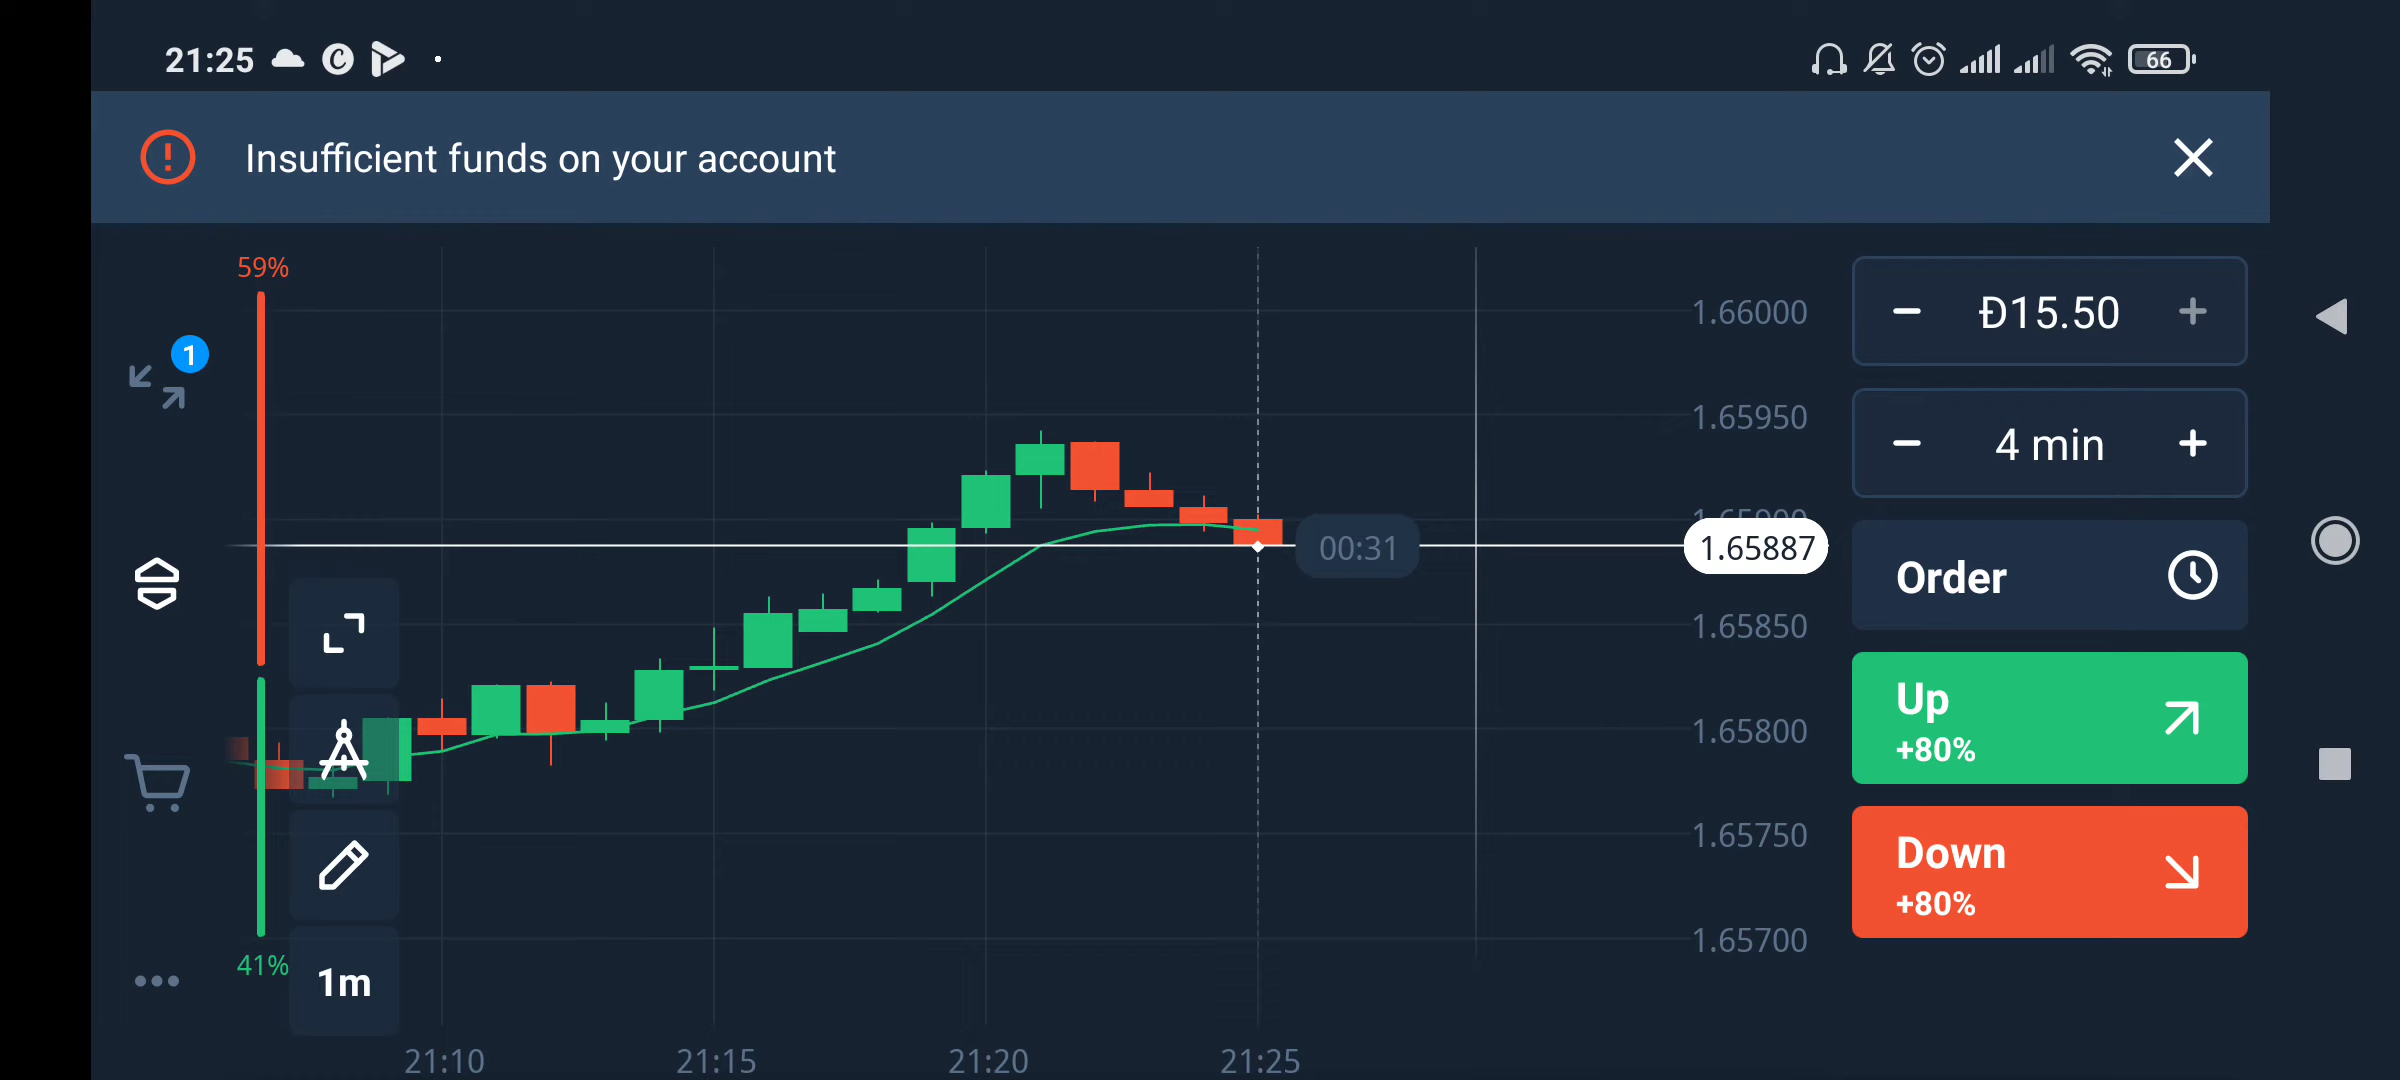 21:25
66
Insufficient funds on your account
59%
1
1.66000
1.65950
1.65900
1.65887
1.65850
1.65800
1.65750
1.65700
00:31
Đ15.50
4 min
Order
Up
+80%
Down
+80%
41%
1m
21:10 21:15 21:20 21:25